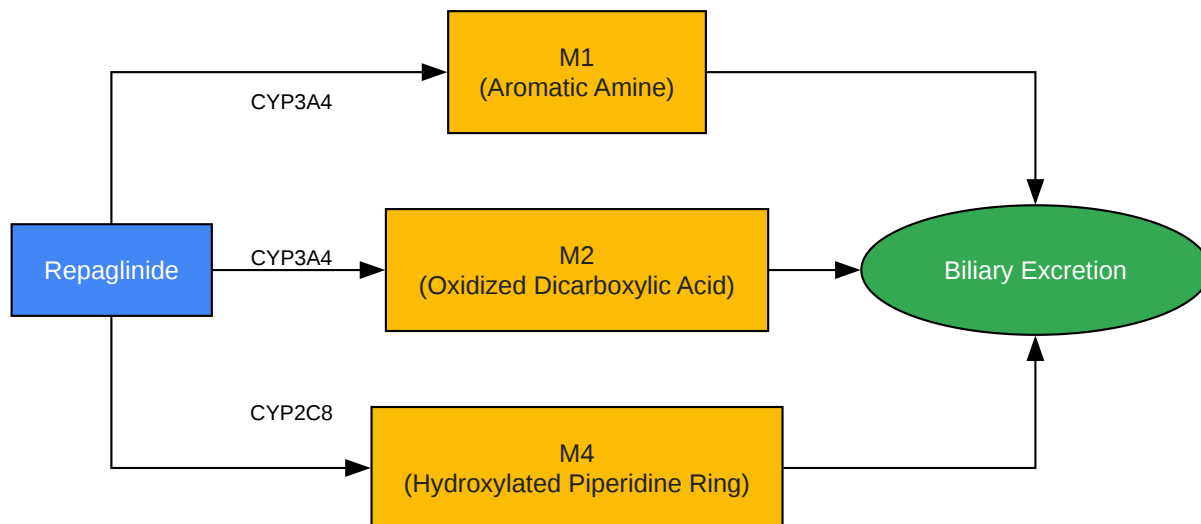 M1
(Aromatic Amine)
CYP3A4
Repaglinide
CYP3A4
M2
(Oxidized Dicarboxylic Acid)
Biliary Excretion
CYP2C8
M4
(Hydroxylated Piperidine Ring)